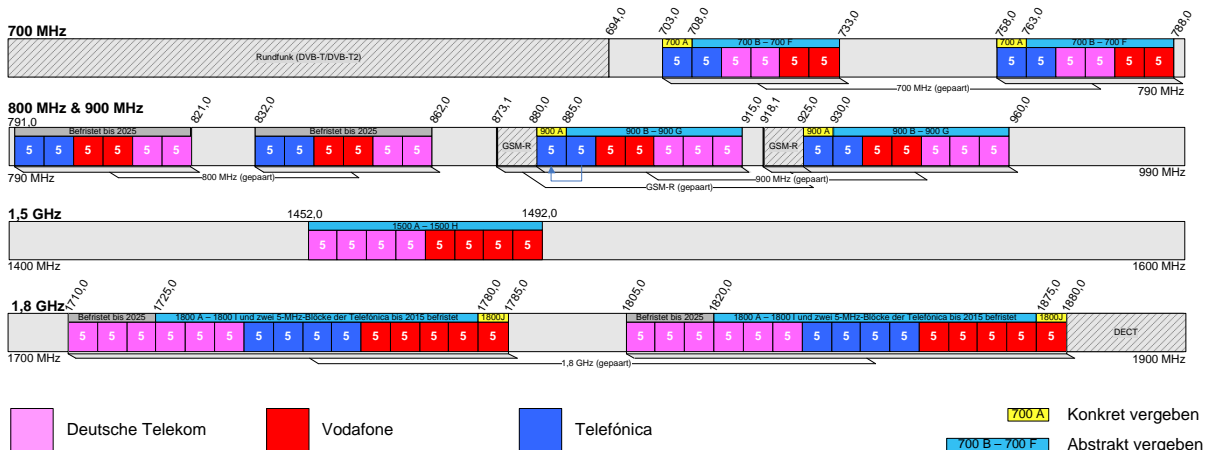 700 MHz
694,0 703,0 708,0 733,0 758,0 763,0 788,0
700 A 700 B – 700 F 700 A 700 B – 700 F
Rundfunk (DVB-T/DVB-T2) 5 5 5 5 5 5 5 5 5 5 5 5
700 MHz (gepaart) 790 MHz
800 MHz & 900 MHz
791,0 821,0 832,0 862,0 873,1 880,0 885,0 915,0 918,1 925,0 930,0 960,0
Befristet bis 2025 Befristet bis 2025 900 A 900 B – 900 G 900 A 900 B – 900 G
5 5 5 5 5 5 5 5 5 5 5 5 GSM-R 5 5 5 5 5 5 5 GSM-R 5 5 5 5 5 5 5
790 MHz 800 MHz (gepaart) 900 MHz (gepaart) 990 MHz
GSM-R (gepaart)
1,5 GHz 1452,0 1492,0
1500 A – 1500 H
5 5 5 5 5 5 5 5
1400 MHz 1600 MHz
1,8 GHz 1710,0 1725,0 1780,0 1785,0 1805,0 1820,0 1875,0 1880,0
Befristet bis 2025 1800 A – 1800 I und zwei 5-MHz-Blöcke der Telefónica bis 2015 befristet 1800J Befristet bis 2025 1800 A – 1800 I und zwei 5-MHz-Blöcke der Telefónica bis 2015 befristet 1800J
5 5 5 5 5 5 5 5 5 5 5 5 5 5 5 5 5 5 5 5 5 5 5 5 5 5 5 5 5 5 DECT
1700 MHz 1,8 GHz (gepaart) 1900 MHz
Deutsche Telekom Vodafone Telefónica 700 A Konkret vergeben
700 B – 700 F Abstrakt vergeben